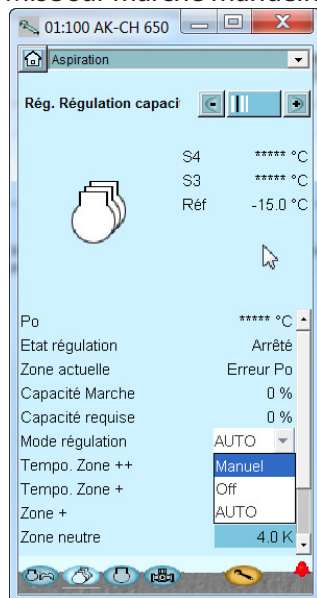 01:100 AK-CH 650
Aspiration
Rég. Régulation capaci
S4 ***** °C
S3 ***** °C
Réf -15.0 °C
Po ***** °C
Etat régulation Arrêté
Zone actuelle Erreur Po
Capacité Marche 0 %
Capacité requise 0 %
Mode régulation AUTO
Tempo. Zone ++ Manuel
Tempo. Zone + Off
Zone + AUTO
Zone neutre 4.0 K